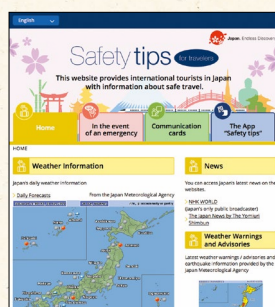 English
Japan. Endless Discovery.
Safety tips for travelers
This website provides international tourists in Japan
with information about safe travel.
Home
In the event
of an emergency
Communication
cards
The App
"Safety tips"
HOME
Weather Information
Japan's daily weather information
Daily Forecasts
From the Japan Meteorological Agency
News
You can access Japan's latest news on the
websites.
NHK WORLD
(Japan's only public broadcaster)
The Japan News by The Yomiuri
Shimbun
Weather Warnings
and Advisories
Latest weather warnings / advisories and
earthquake information provided by the
Japan Meteorological Agency